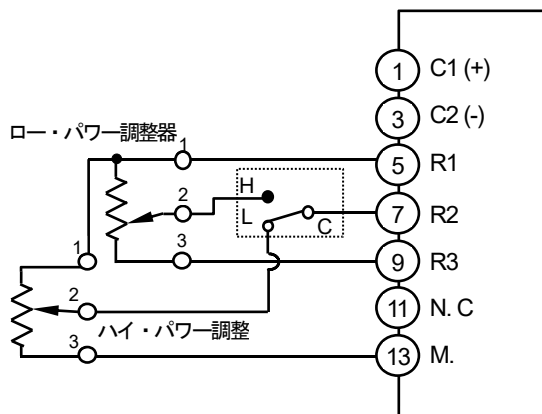 1 C1 (+)
3 C2 (-)
ロー・パワー調整器
1
5 R1
H
2
L
C
7 R2
3
9 R3
1
2
11 N. C
ハイ・パワー調整
3
13 M.